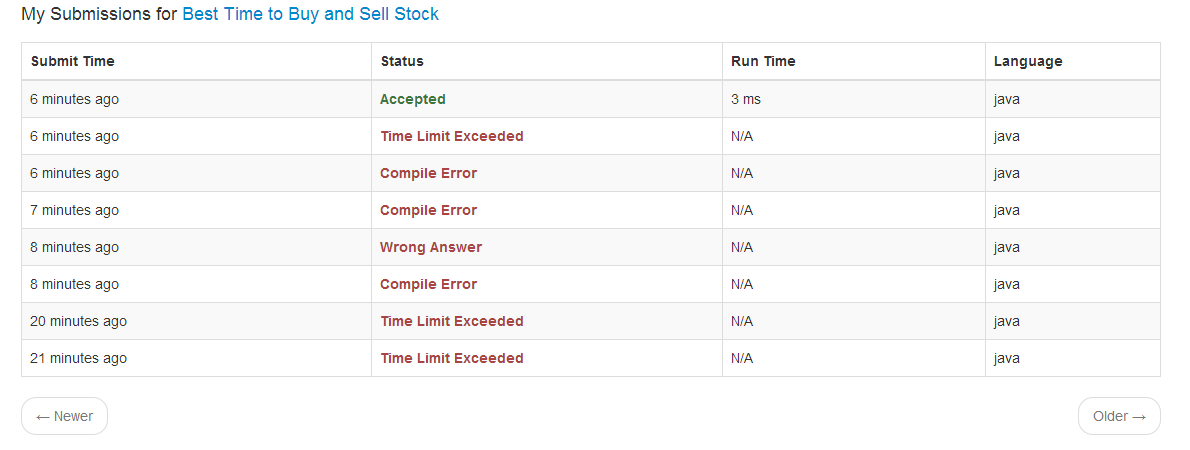 My Submissions for Best Time to Buy and Sell Stock
Submit Time Status Run Time Language
6 minutes ago Accepted 3 ms java
6 minutes ago Time Limit Exceeded N/A java
6 minutes ago Compile Error N/A java
7 minutes ago Compile Error N/A java
8 minutes ago Wrong Answer N/A java
8 minutes ago Compile Error N/A java
20 minutes ago Time Limit Exceeded N/A java
21 minutes ago Time Limit Exceeded N/A java
← Newer Older →